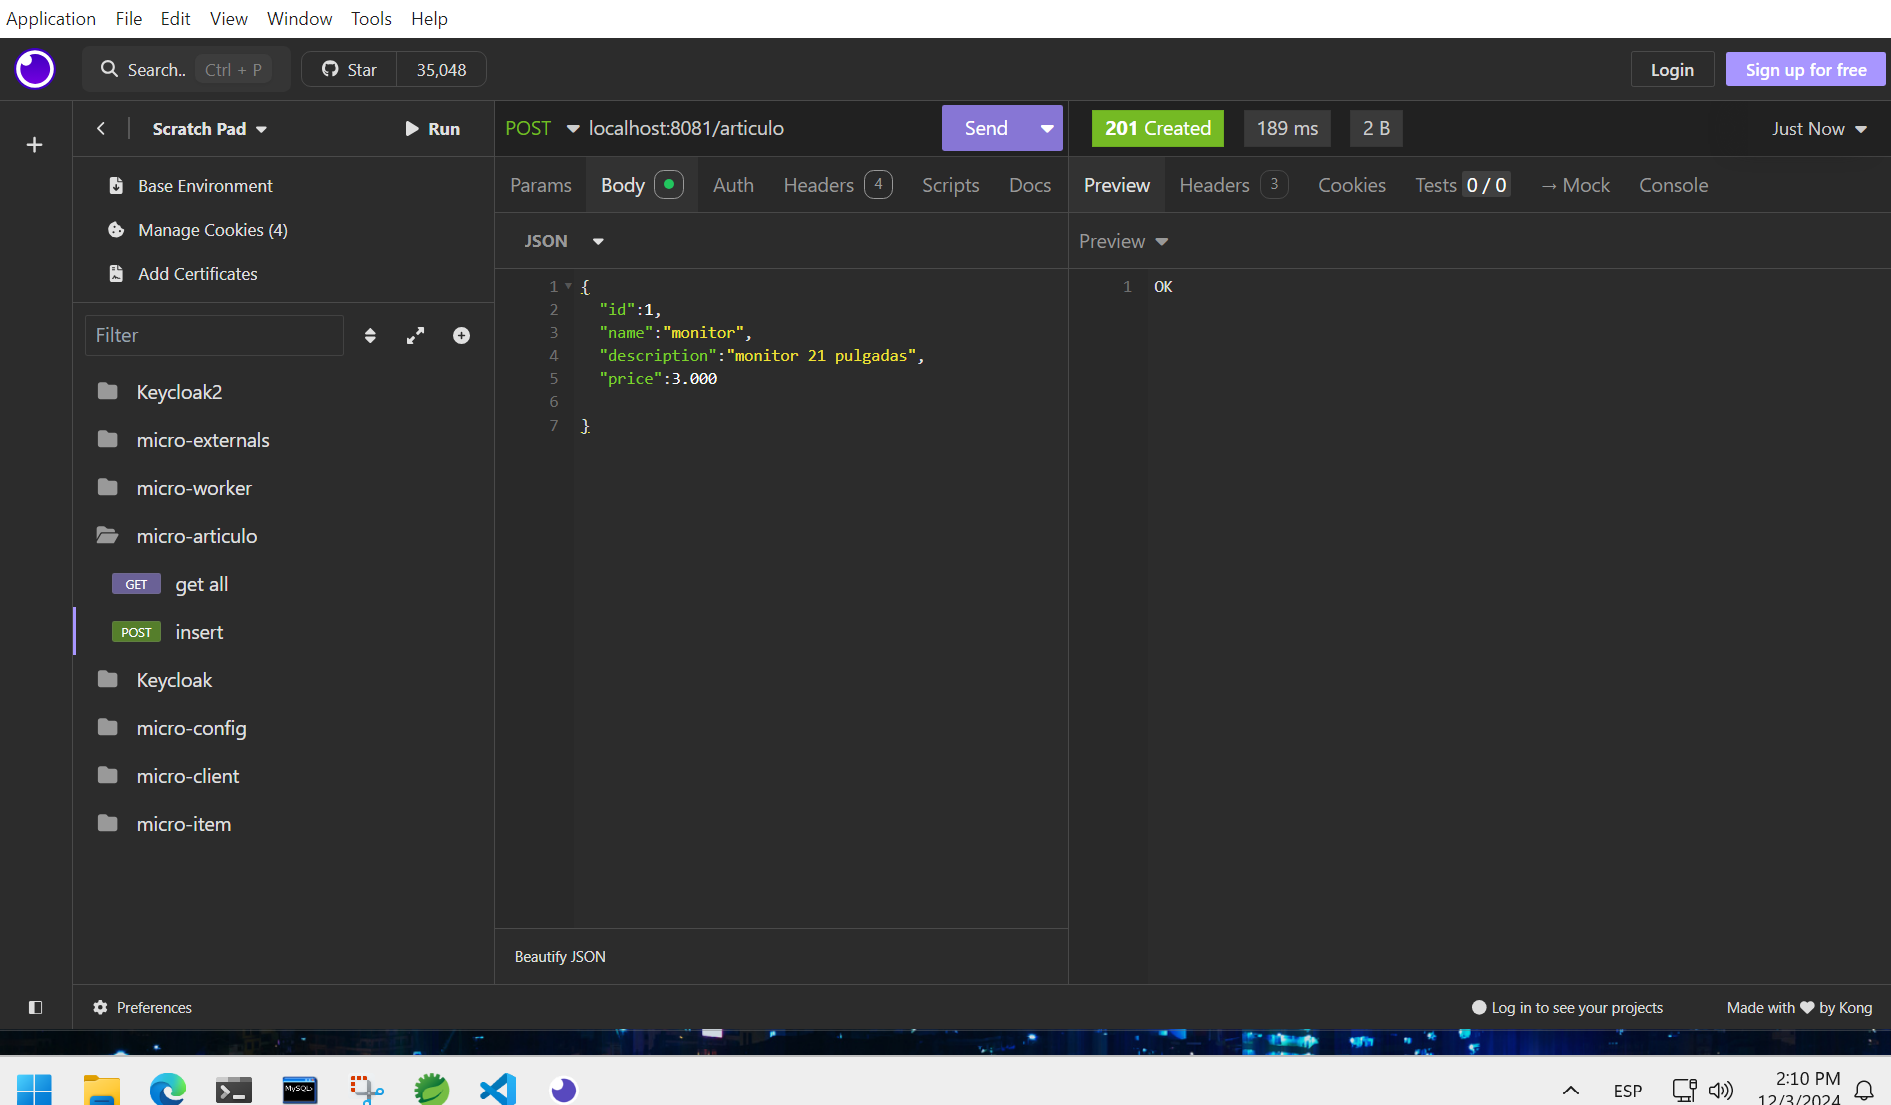 Application File Edit View Window Tools Help
Search.. Ctrl + P Star 35,048 Login Sign up for free
Scratch Pad Run
Base Environment
Manage Cookies (4)
Add Certificates
Filter
Keycloak2
micro-externals
micro-worker
micro-articulo
GET get all
POST insert
Keycloak
micro-config
micro-client
micro-item
POST localhost:8081/articulo Send
Params Body Auth Headers 4 Scripts Docs
JSON
1 {
2 "id":1,
3 "name":"monitor",
4 "description":"monitor 21 pulgadas",
5 "price":3.000
6
7 }
Beautify JSON
201 Created 189 ms 2 B Just Now
Preview Headers 3 Cookies Tests 0 / 0 → Mock Console
Preview
1 OK
Preferences Log in to see your projects Made with ❤ by Kong
MySQL>
ESP 2:10 PM
12/3/2024